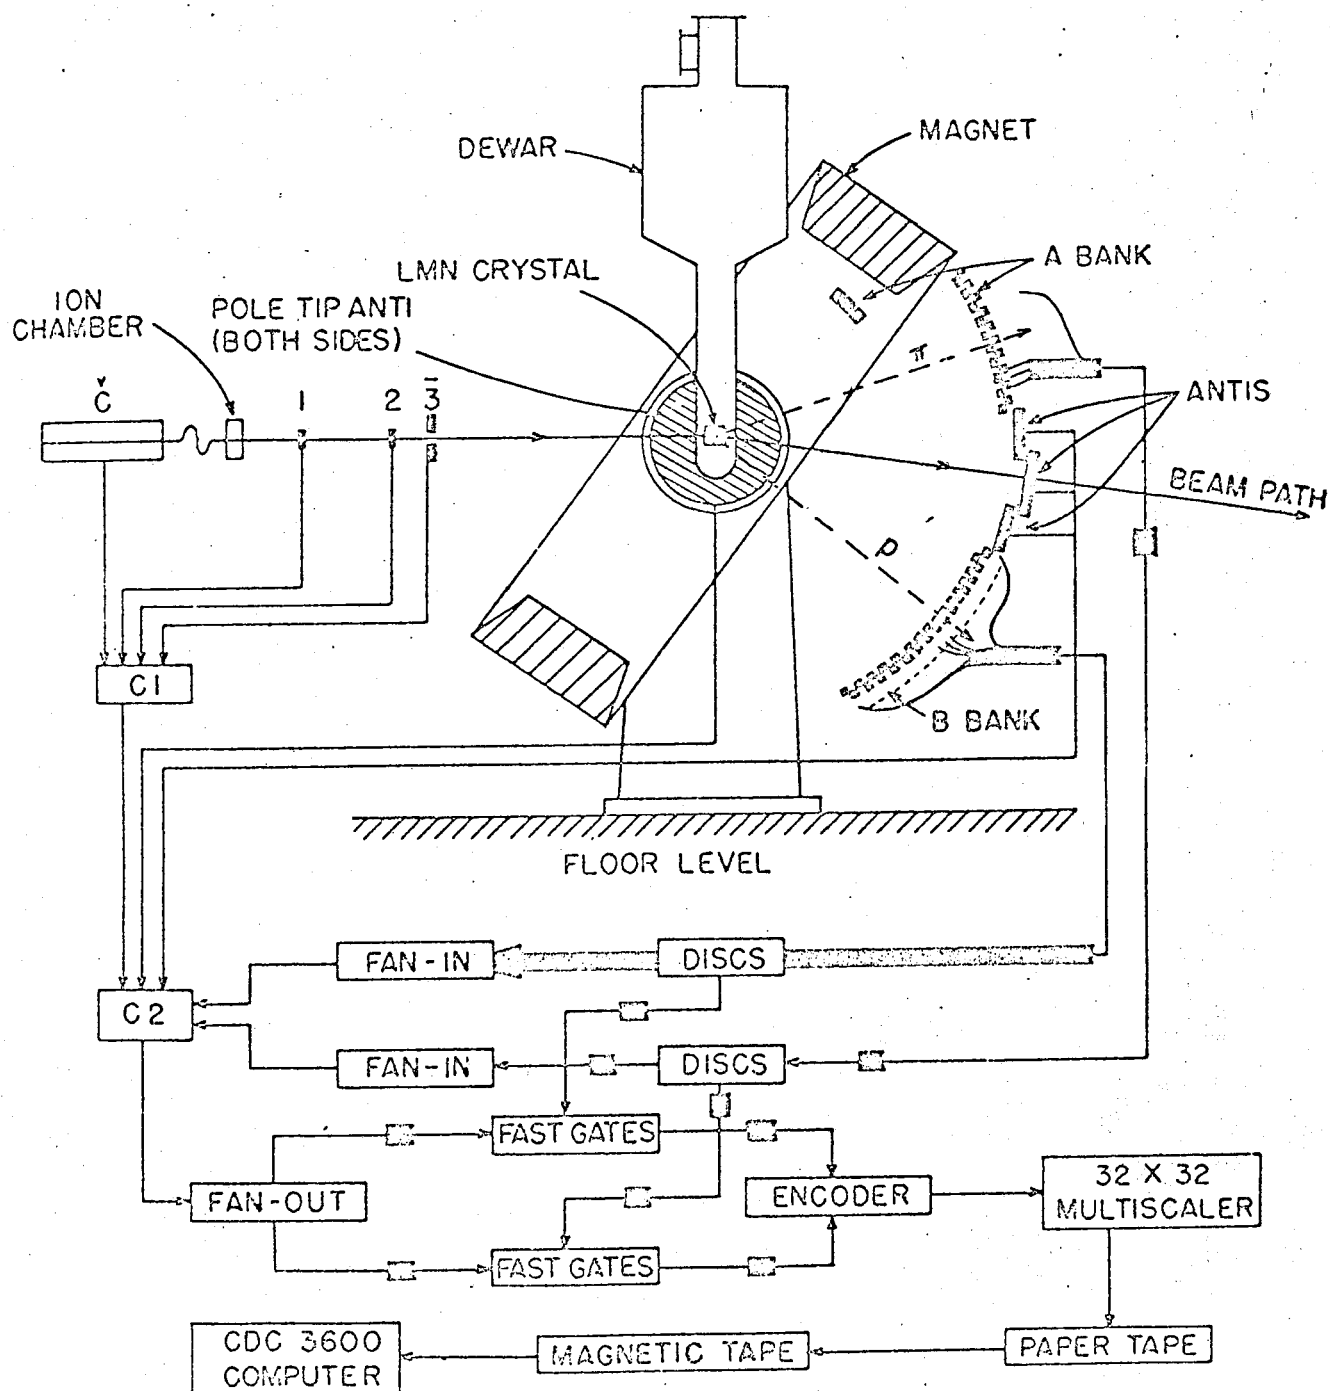 DEWAR
MAGNET
LMN CRYSTAL
A BANK
ION
CHAMBER
POLE TIP ANTI
(BOTH SIDES)
π
Č
1
2
3̄
ANTIS
BEAM PATH
P
C1
B BANK
FLOOR LEVEL
FAN-IN
DISCS
C2
FAN-IN
DISCS
FAST GATES
FAN-OUT
ENCODER
32 X 32
MULTISCALER
FAST GATES
CDC 3600
COMPUTER
MAGNETIC TAPE
PAPER TAPE